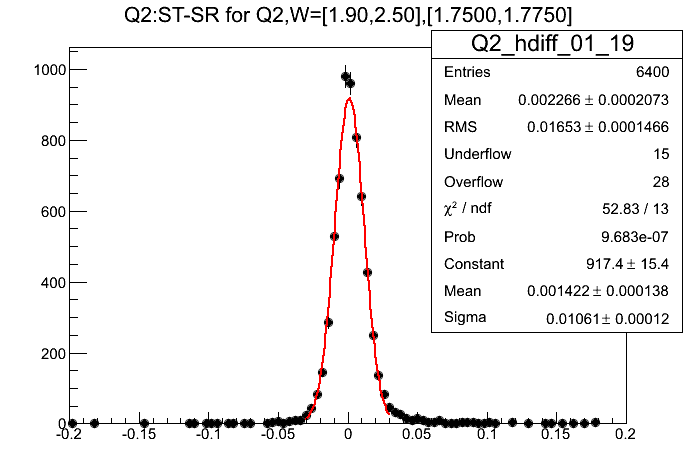 Q2:ST-SR for Q2,W=[1.90,2.50],[1.7500,1.7750]
Q2_hdiff_01_19
Entries 6400
Mean 0.002266 ± 0.0002073
RMS 0.01653 ± 0.0001466
Underflow 15
Overflow 28
χ² / ndf 52.83 / 13
Prob 9.683e-07
Constant 917.4 ± 15.4
Mean 0.001422 ± 0.000138
Sigma 0.01061 ± 0.00012
1000
800
600
400
200
0
-0.2 -0.15 -0.1 -0.05 0 0.05 0.1 0.15 0.2